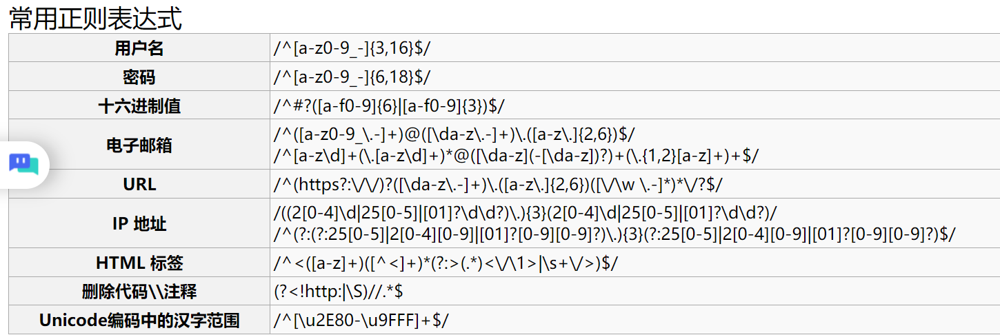 常用正则表达式
用户名 /^[a-z0-9_-]{3,16}$/
密码 /^[a-z0-9_-]{6,18}$/
十六进制值 /^#?([a-f0-9]{6}|[a-f0-9]{3})$/
电子邮箱 /^([a-z0-9_\.-]+)@([\da-z\.-]+)\.([a-z\.]{2,6})$/
/^[a-z\d]+(\.[a-z\d]+)*@([\da-z](-[\da-z])?)+(\.{1,2}[a-z]+)+$/
URL /^(https?:\/\/)?([\da-z\.-]+)\.([a-z\.]{2,6})([\/\w \.-]*)*\/?$/
IP 地址 /((2[0-4]\d|25[0-5]|[01]?\d\d?)\.){3}(2[0-4]\d|25[0-5]|[01]?\d\d?)/
/^(?:(?:25[0-5]|2[0-4][0-9]|[01]?[0-9][0-9]?)\.){3}(?:25[0-5]|2[0-4][0-9]|[01]?[0-9][0-9]?)$/
HTML 标签 /^<([a-z]+)([^<]+)*(?:>(.*)<\/\1>|\s+\/>)$/
删除代码\\注释 (?<!http:|\S)//.*$
Unicode编码中的汉字范围 /^[\u2E80-\u9FFF]+$/